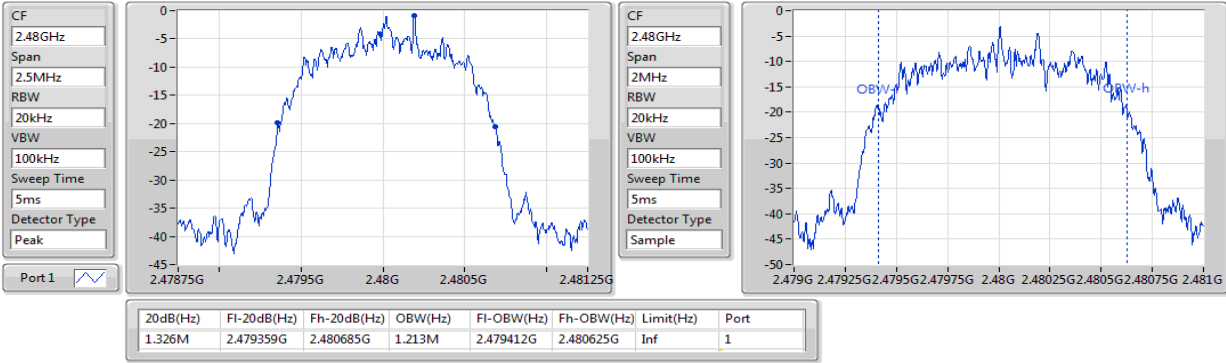 CF
2.48GHz
Span
2.5MHz
RBW
20kHz
VBW
100kHz
Sweep Time
5ms
Detector Type
Peak
Port 1
0
-5
-10
-15
-20
-25
-30
-35
-40
-45
2.47875G 2.4795G 2.48G 2.4805G 2.48125G
CF
2.48GHz
Span
2MHz
RBW
20kHz
VBW
100kHz
Sweep Time
5ms
Detector Type
Sample
0
-5
-10
-15
-20
-25
-30
-35
-40
-45
-50
OBW-
OBW-h
2.479G 2.47925G 2.4795G 2.47975G 2.48G 2.48025G 2.4805G 2.48075G 2.481G
20dB(Hz) Fl-20dB(Hz) Fh-20dB(Hz) OBW(Hz) Fl-OBW(Hz) Fh-OBW(Hz) Limit(Hz) Port
1.326M 2.479359G 2.480685G 1.213M 2.479412G 2.480625G Inf 1